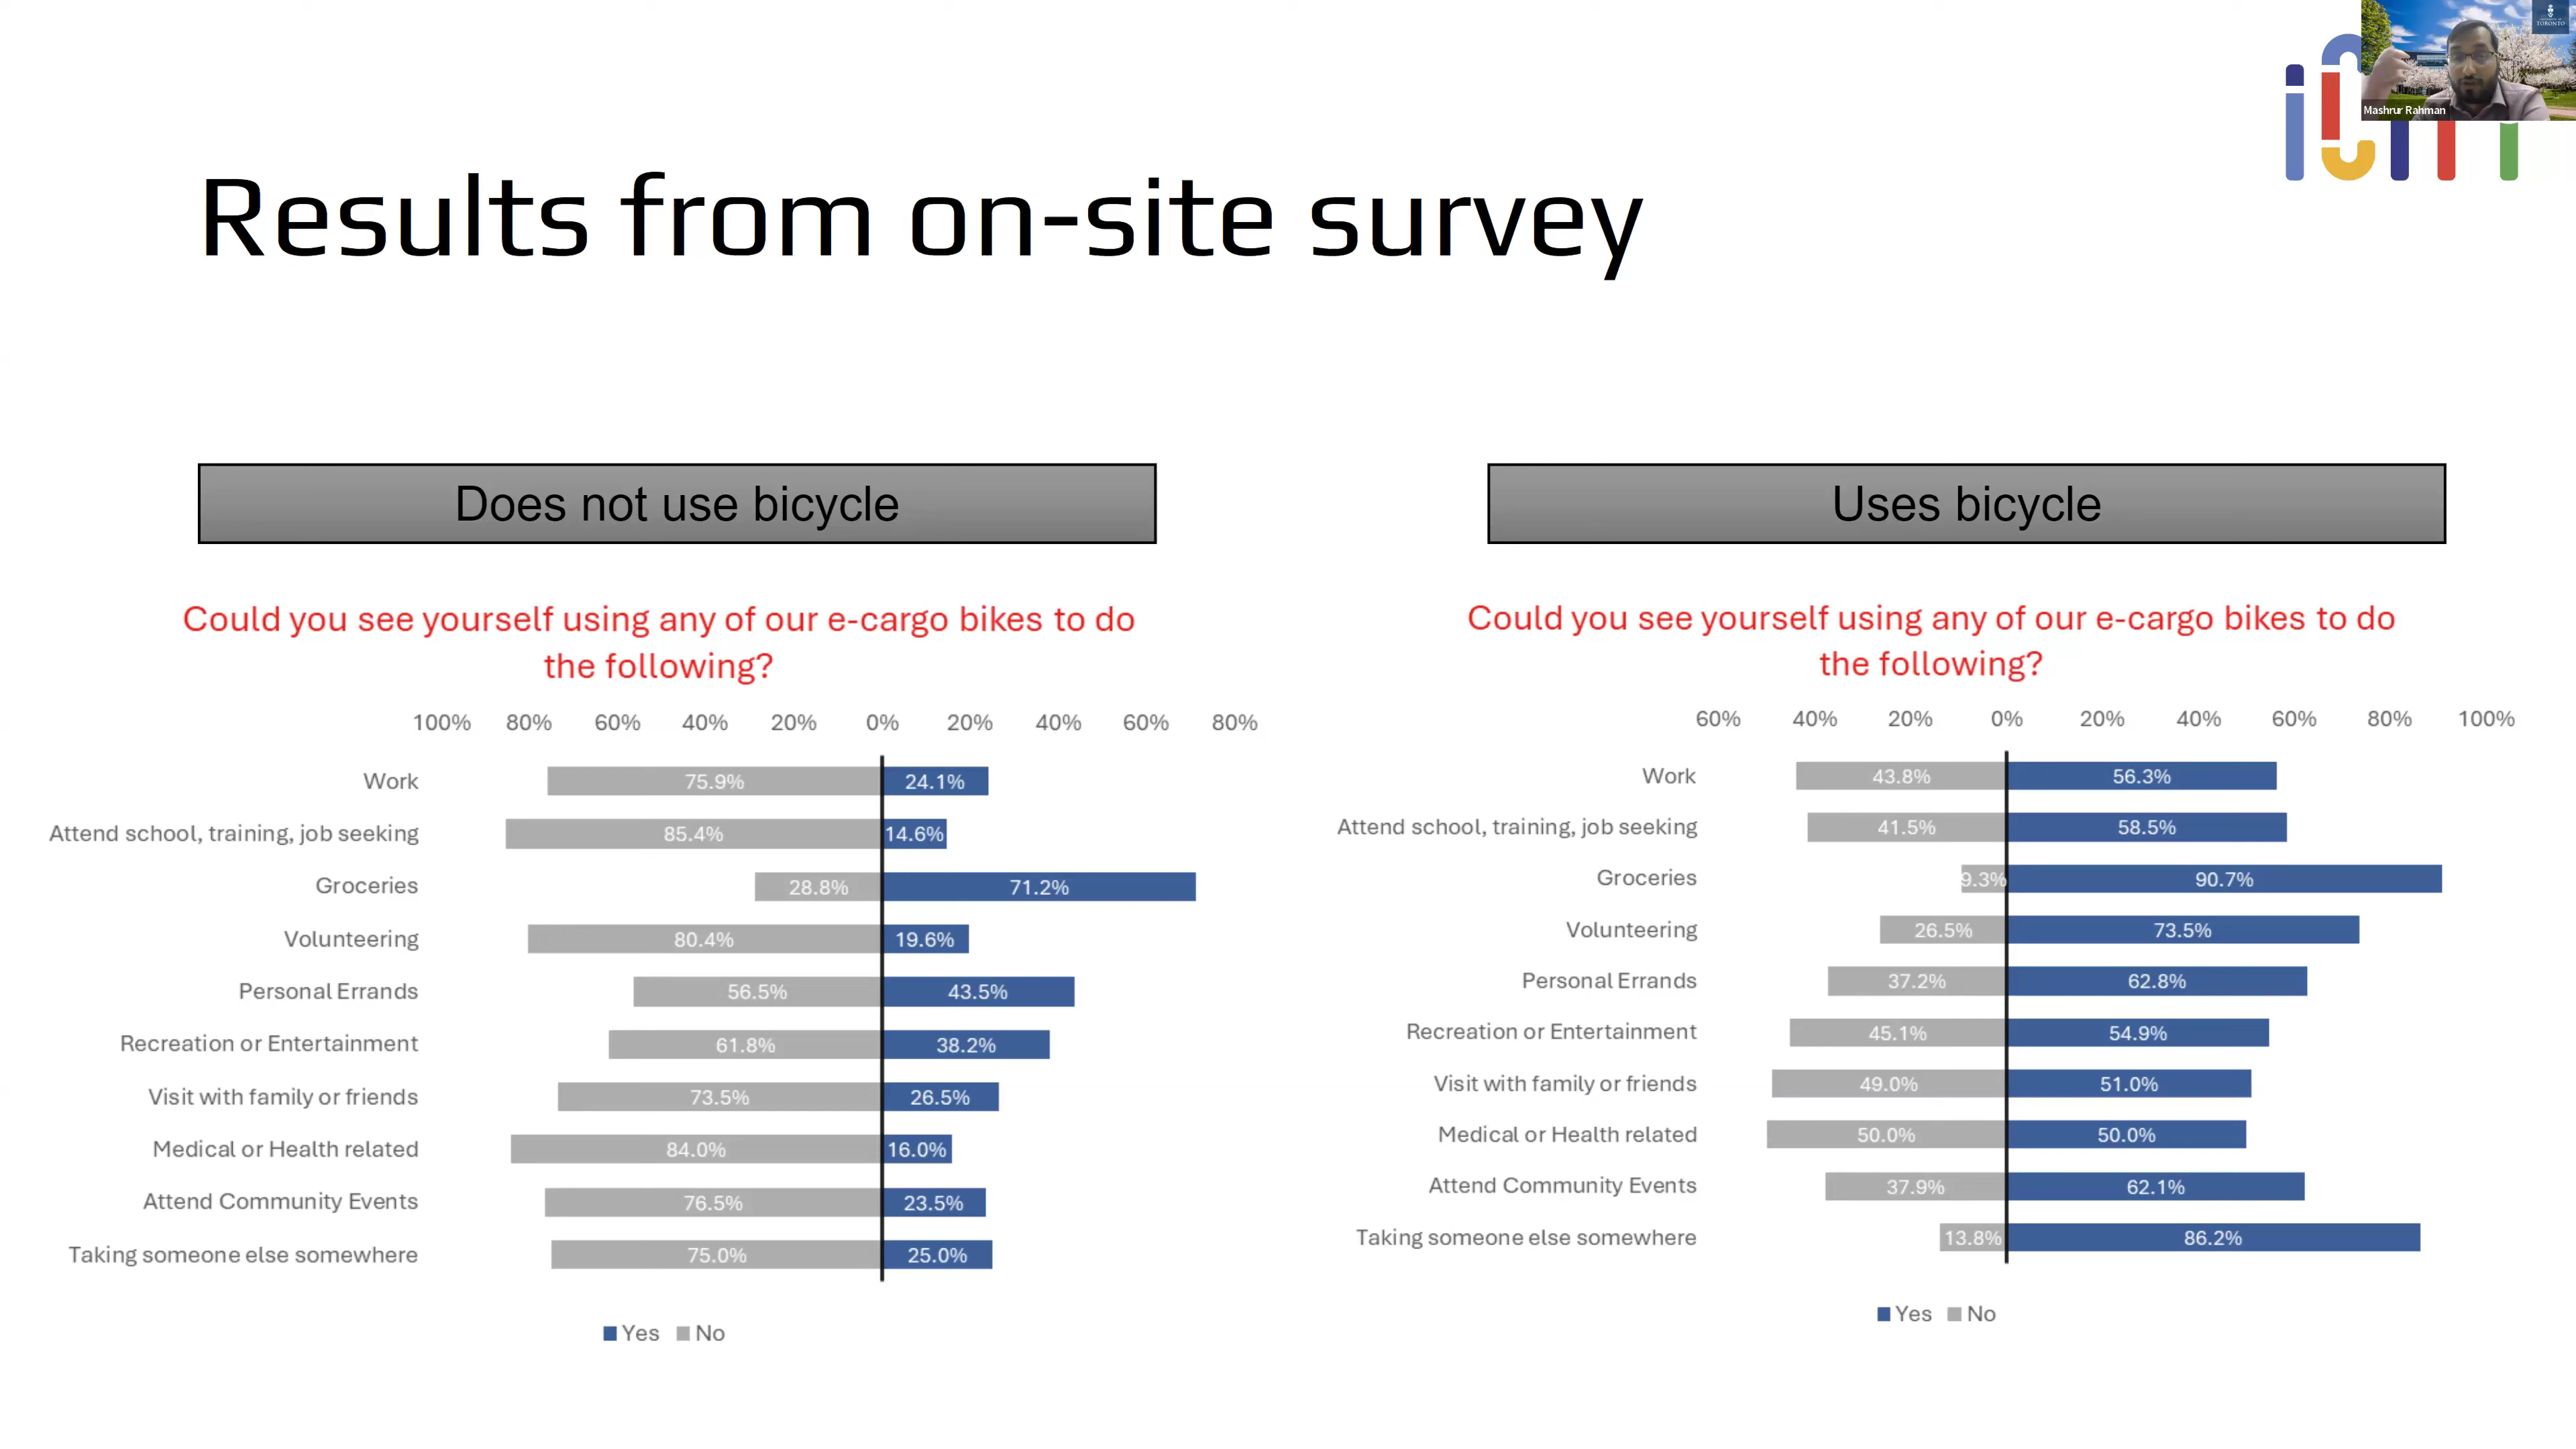 UNIVERSITY OF
TORONTO
Mashrur Rahman
Results from on-site survey
Does not use bicycle
Could you see yourself using any of our e-cargo bikes to do
the following?
100% 80% 60% 40% 20% 0% 20% 40% 60% 80%
Work 75.9% 24.1%
Attend school, training, job seeking 85.4% 14.6%
Groceries 28.8% 71.2%
Volunteering 80.4% 19.6%
Personal Errands 56.5% 43.5%
Recreation or Entertainment 61.8% 38.2%
Visit with family or friends 73.5% 26.5%
Medical or Health related 84.0% 16.0%
Attend Community Events 76.5% 23.5%
Taking someone else somewhere 75.0% 25.0%
Yes No
Uses bicycle
Could you see yourself using any of our e-cargo bikes to do
the following?
60% 40% 20% 0% 20% 40% 60% 80% 100%
Work 43.8% 56.3%
Attend school, training, job seeking 41.5% 58.5%
Groceries 9.3% 90.7%
Volunteering 26.5% 73.5%
Personal Errands 37.2% 62.8%
Recreation or Entertainment 45.1% 54.9%
Visit with family or friends 49.0% 51.0%
Medical or Health related 50.0% 50.0%
Attend Community Events 37.9% 62.1%
Taking someone else somewhere 13.8% 86.2%
Yes No